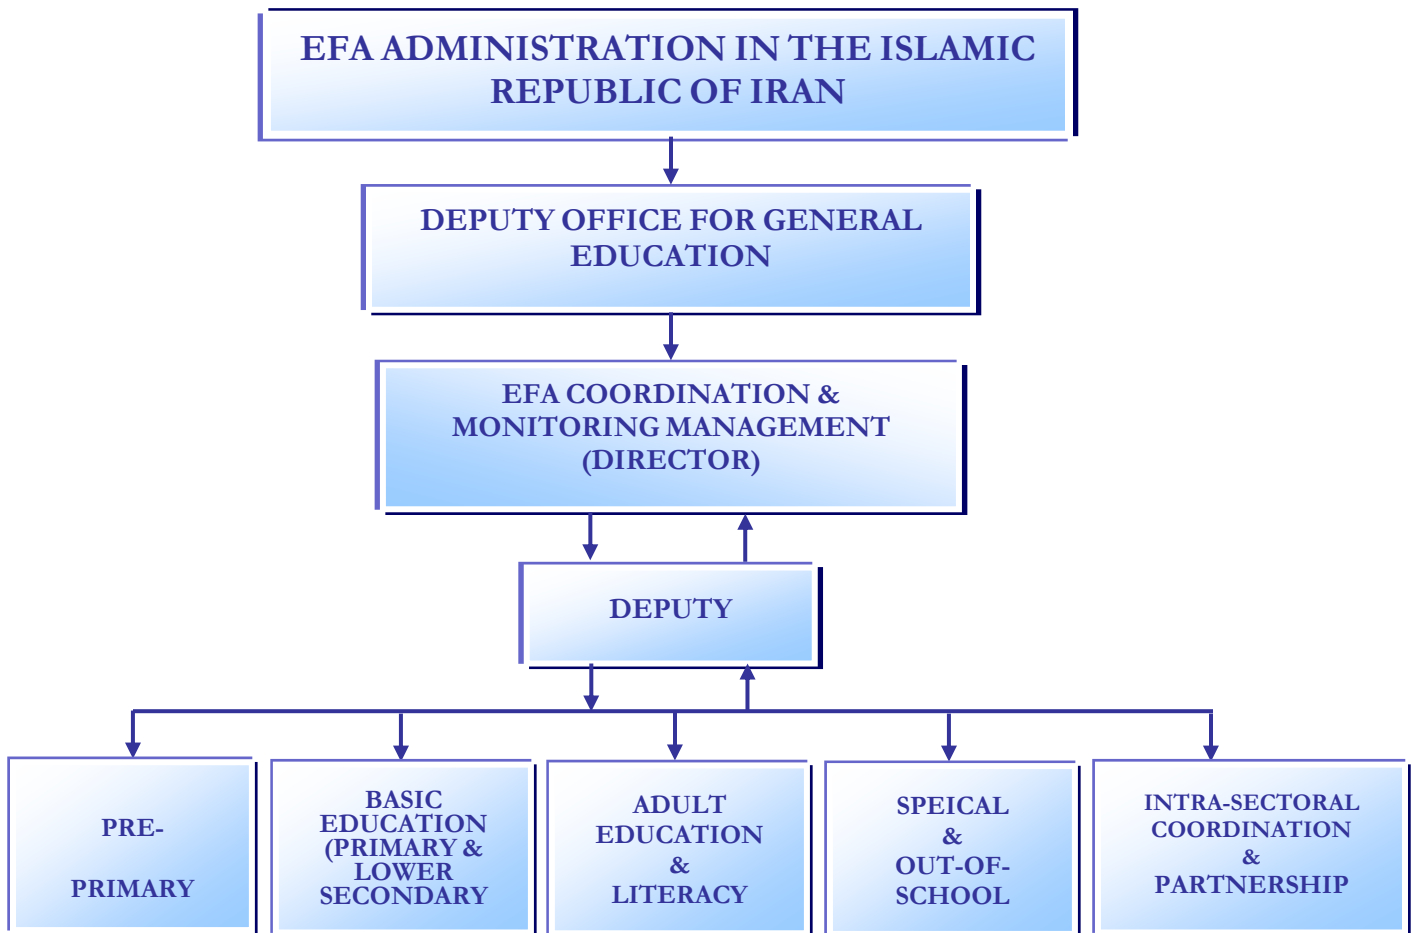 EFA ADMINISTRATION IN THE ISLAMIC
REPUBLIC OF IRAN
DEPUTY OFFICE FOR GENERAL
EDUCATION
EFA COORDINATION &
MONITORING MANAGEMENT
(DIRECTOR)
DEPUTY
PRE-
PRIMARY
BASIC
EDUCATION
(PRIMARY &
LOWER
SECONDARY
ADULT
EDUCATION
&
LITERACY
SPEICAL
&
OUT-OF-
SCHOOL
INTRA-SECTORAL
COORDINATION
&
PARTNERSHIP